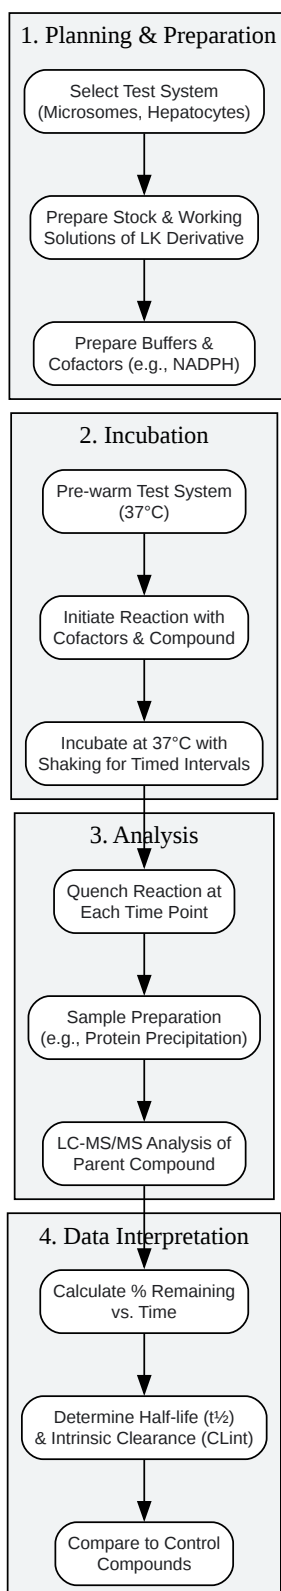 1. Planning & Preparation
Select Test System
(Microsomes, Hepatocytes)
Prepare Stock & Working
Solutions of LK Derivative
Prepare Buffers &
Cofactors (e.g., NADPH)
2. Incubation
Pre-warm Test System
(37°C)
Initiate Reaction with
Cofactors & Compound
Incubate at 37°C with
Shaking for Timed Intervals
3. Analysis
Quench Reaction at
Each Time Point
Sample Preparation
(e.g., Protein Precipitation)
LC-MS/MS Analysis of
Parent Compound
4. Data Interpretation
Calculate % Remaining
vs. Time
Determine Half-life (t½)
& Intrinsic Clearance (CLint)
Compare to Control
Compounds